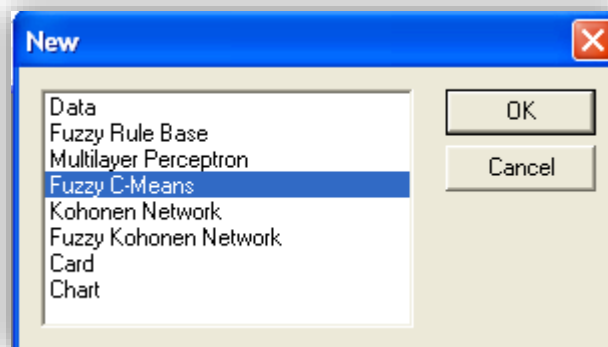 New
Data
Fuzzy Rule Base
Multilayer Perceptron
Fuzzy C-Means
Kohonen Network
Fuzzy Kohonen Network
Card
Chart
OK
Cancel